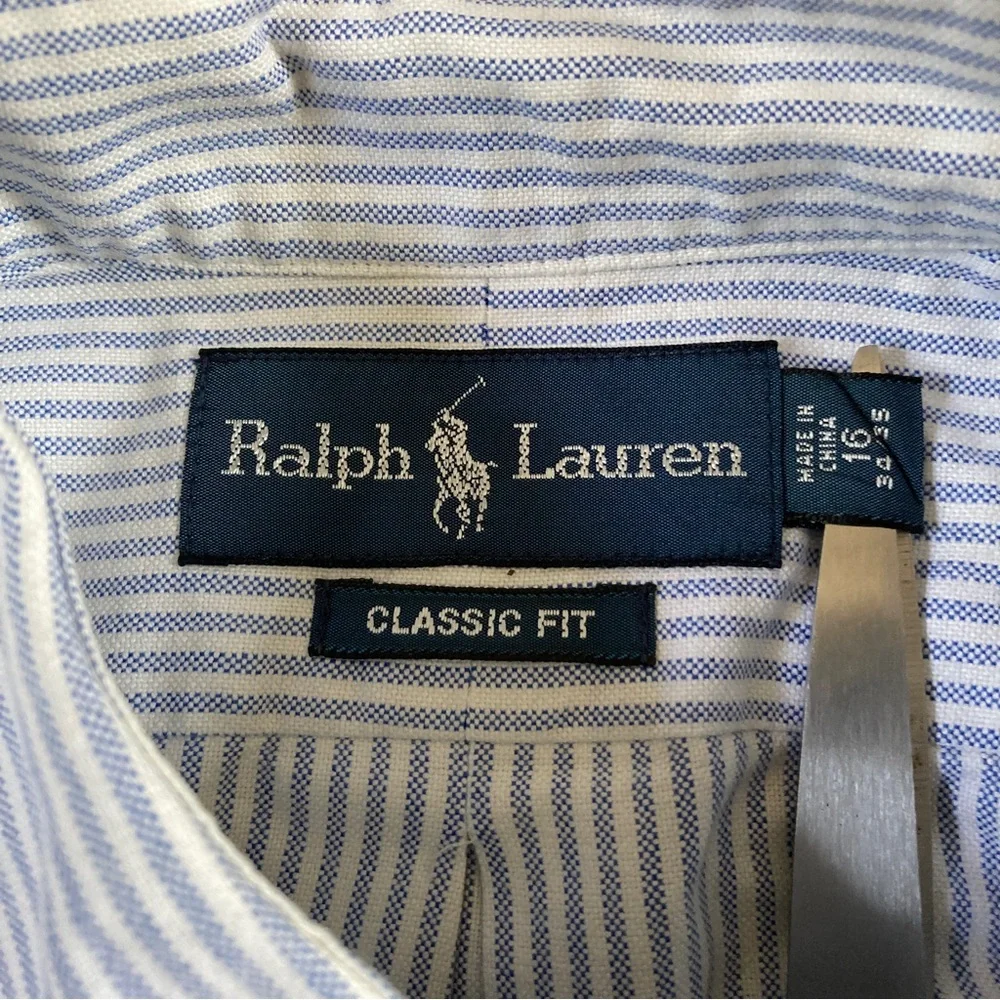 Ralph Lauren
CLASSIC FIT
MADE IN
CHINA
16
34 35